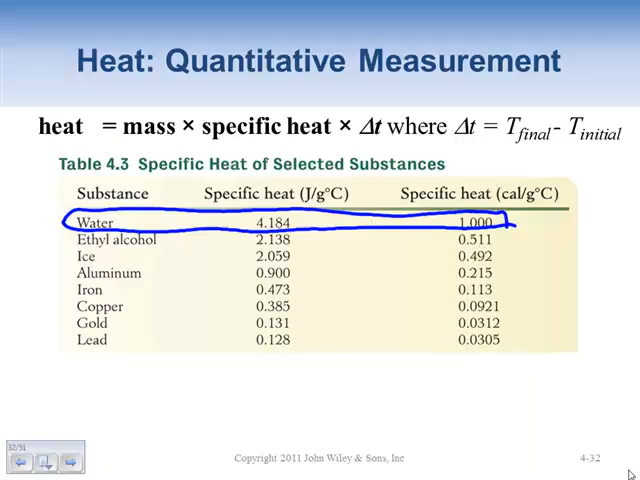 Heat: Quantitative Measurement
heat = mass × specific heat × Δt where Δt = Tfinal - Tinitial
Table 4.3 Specific Heat of Selected Substances
Substance Specific heat (J/g°C) Specific heat (cal/g°C)
Water 4.184 1.000
Ethyl alcohol 2.138 0.511
Ice 2.059 0.492
Aluminum 0.900 0.215
Iron 0.473 0.113
Copper 0.385 0.0921
Gold 0.131 0.0312
Lead 0.128 0.0305
32/51
Copyright 2011 John Wiley & Sons, Inc
4-32